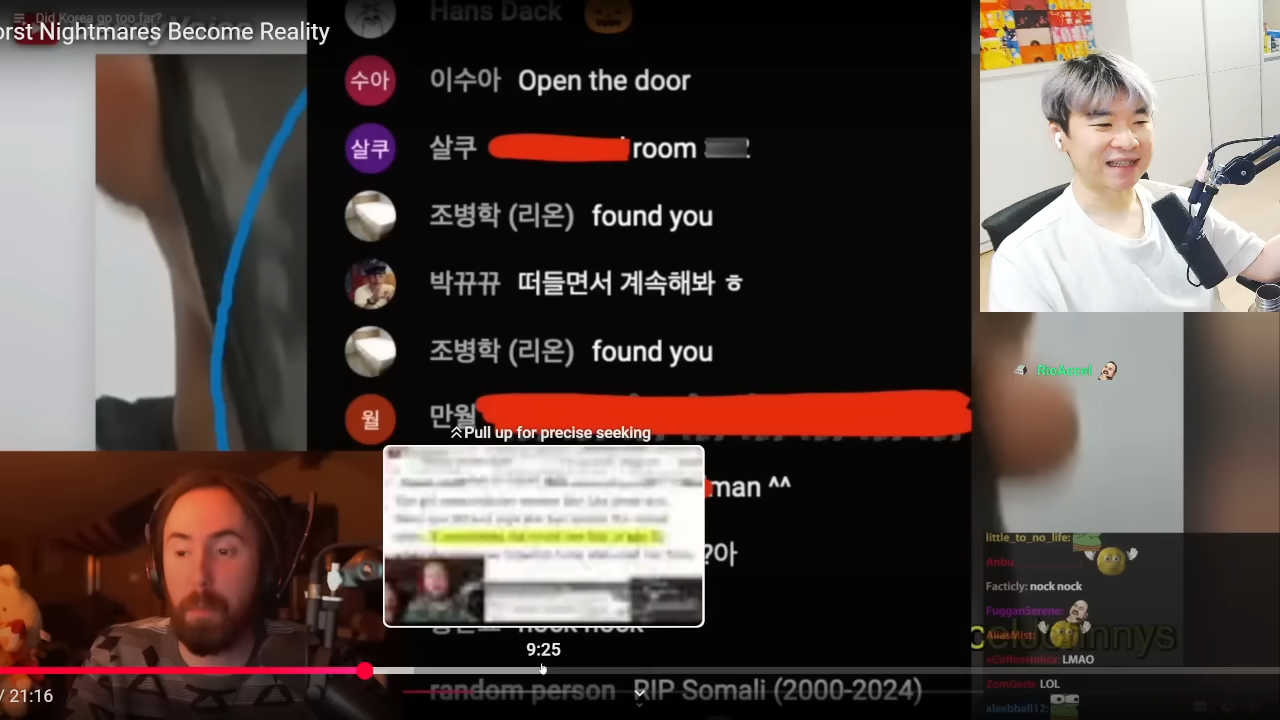 Did Korea go too far?
orst Nightmares Become Reality
Hans Dack
수아 이수아 Open the door
살쿠 살쿠 room
조병학 (리온) found you
박뀨뀨 떠들면서 계속해봐 ㅎ
조병학 (리온) found you
월 만월
Pull up for precise seeking
man ^^
?아
nock nock
9:25
random person RIP Somali (2000-2024)
/ 21:16
RioAccel
little_to_no_life:
Anbu
Facticly: nock nock
FugganSerene:
AliasMist:
xCoffeeHolicx: LMAO
ZomGerb: LOL
alexbball12: